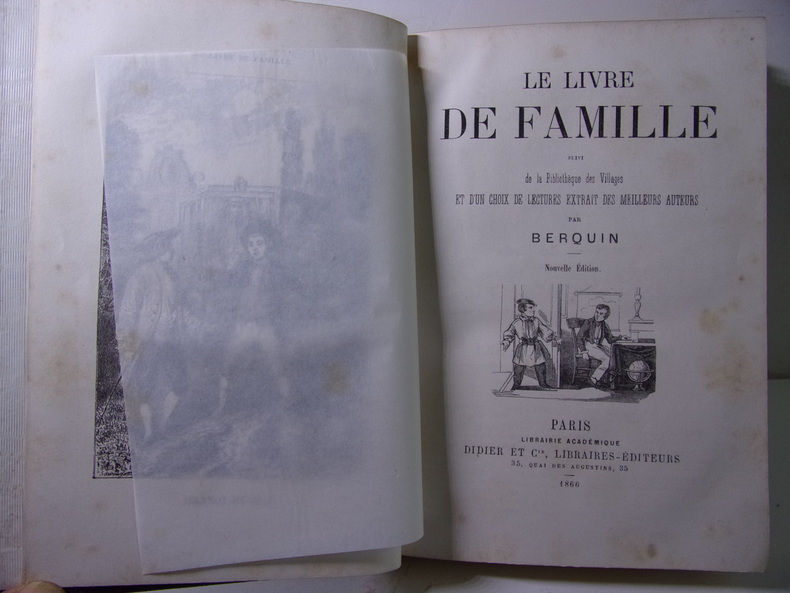 LE LIVRE
DE FAMILLE
SUIVI
de la Bibliothèque des Villages
ET D'UN CHOIX DE LECTURES EXTRAIT DES MEILLEURS AUTEURS
PAR
BERQUIN
Nouvelle Édition.
PARIS
LIBRAIRIE ACADÉMIQUE
DIDIER ET Cie, LIBRAIRES-ÉDITEURS
35, QUAI DES AUGUSTINS, 35
1866